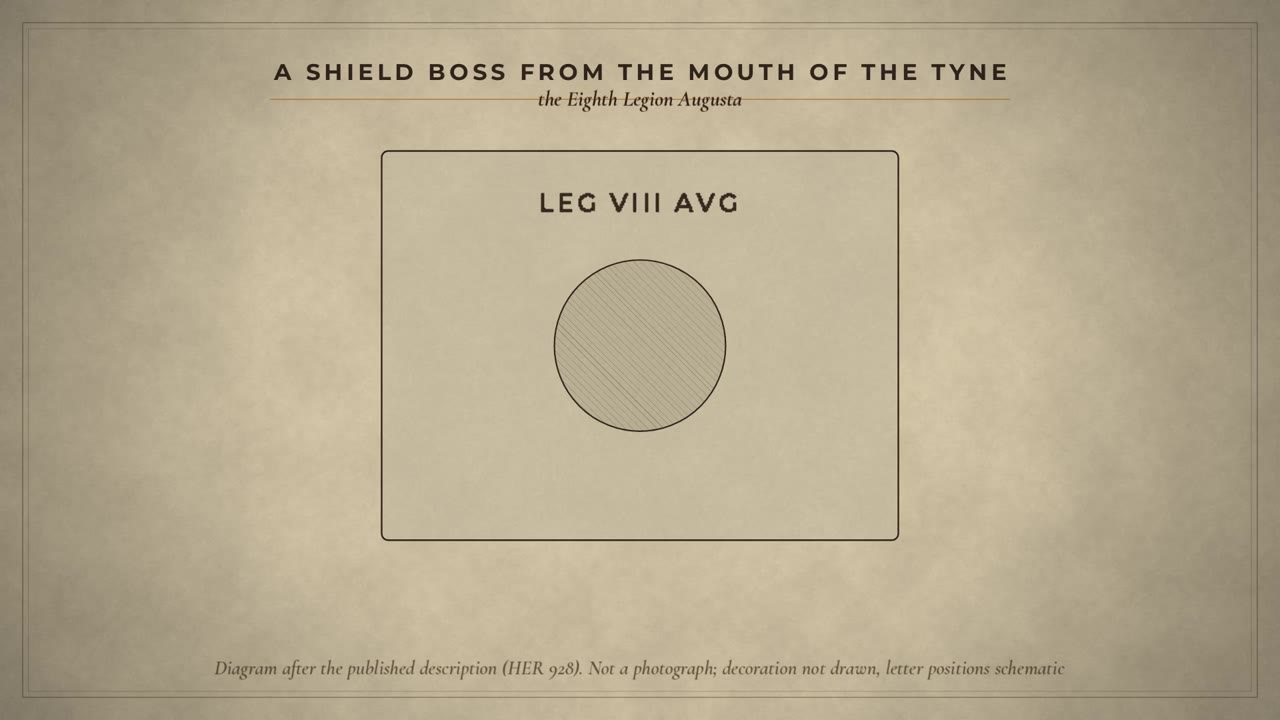 A SHIELD BOSS FROM THE MOUTH OF THE TYNE
the Eighth Legion Augusta
LEG VIII AVG
Diagram after the published description (HER 928). Not a photograph; decoration not drawn, letter positions schematic